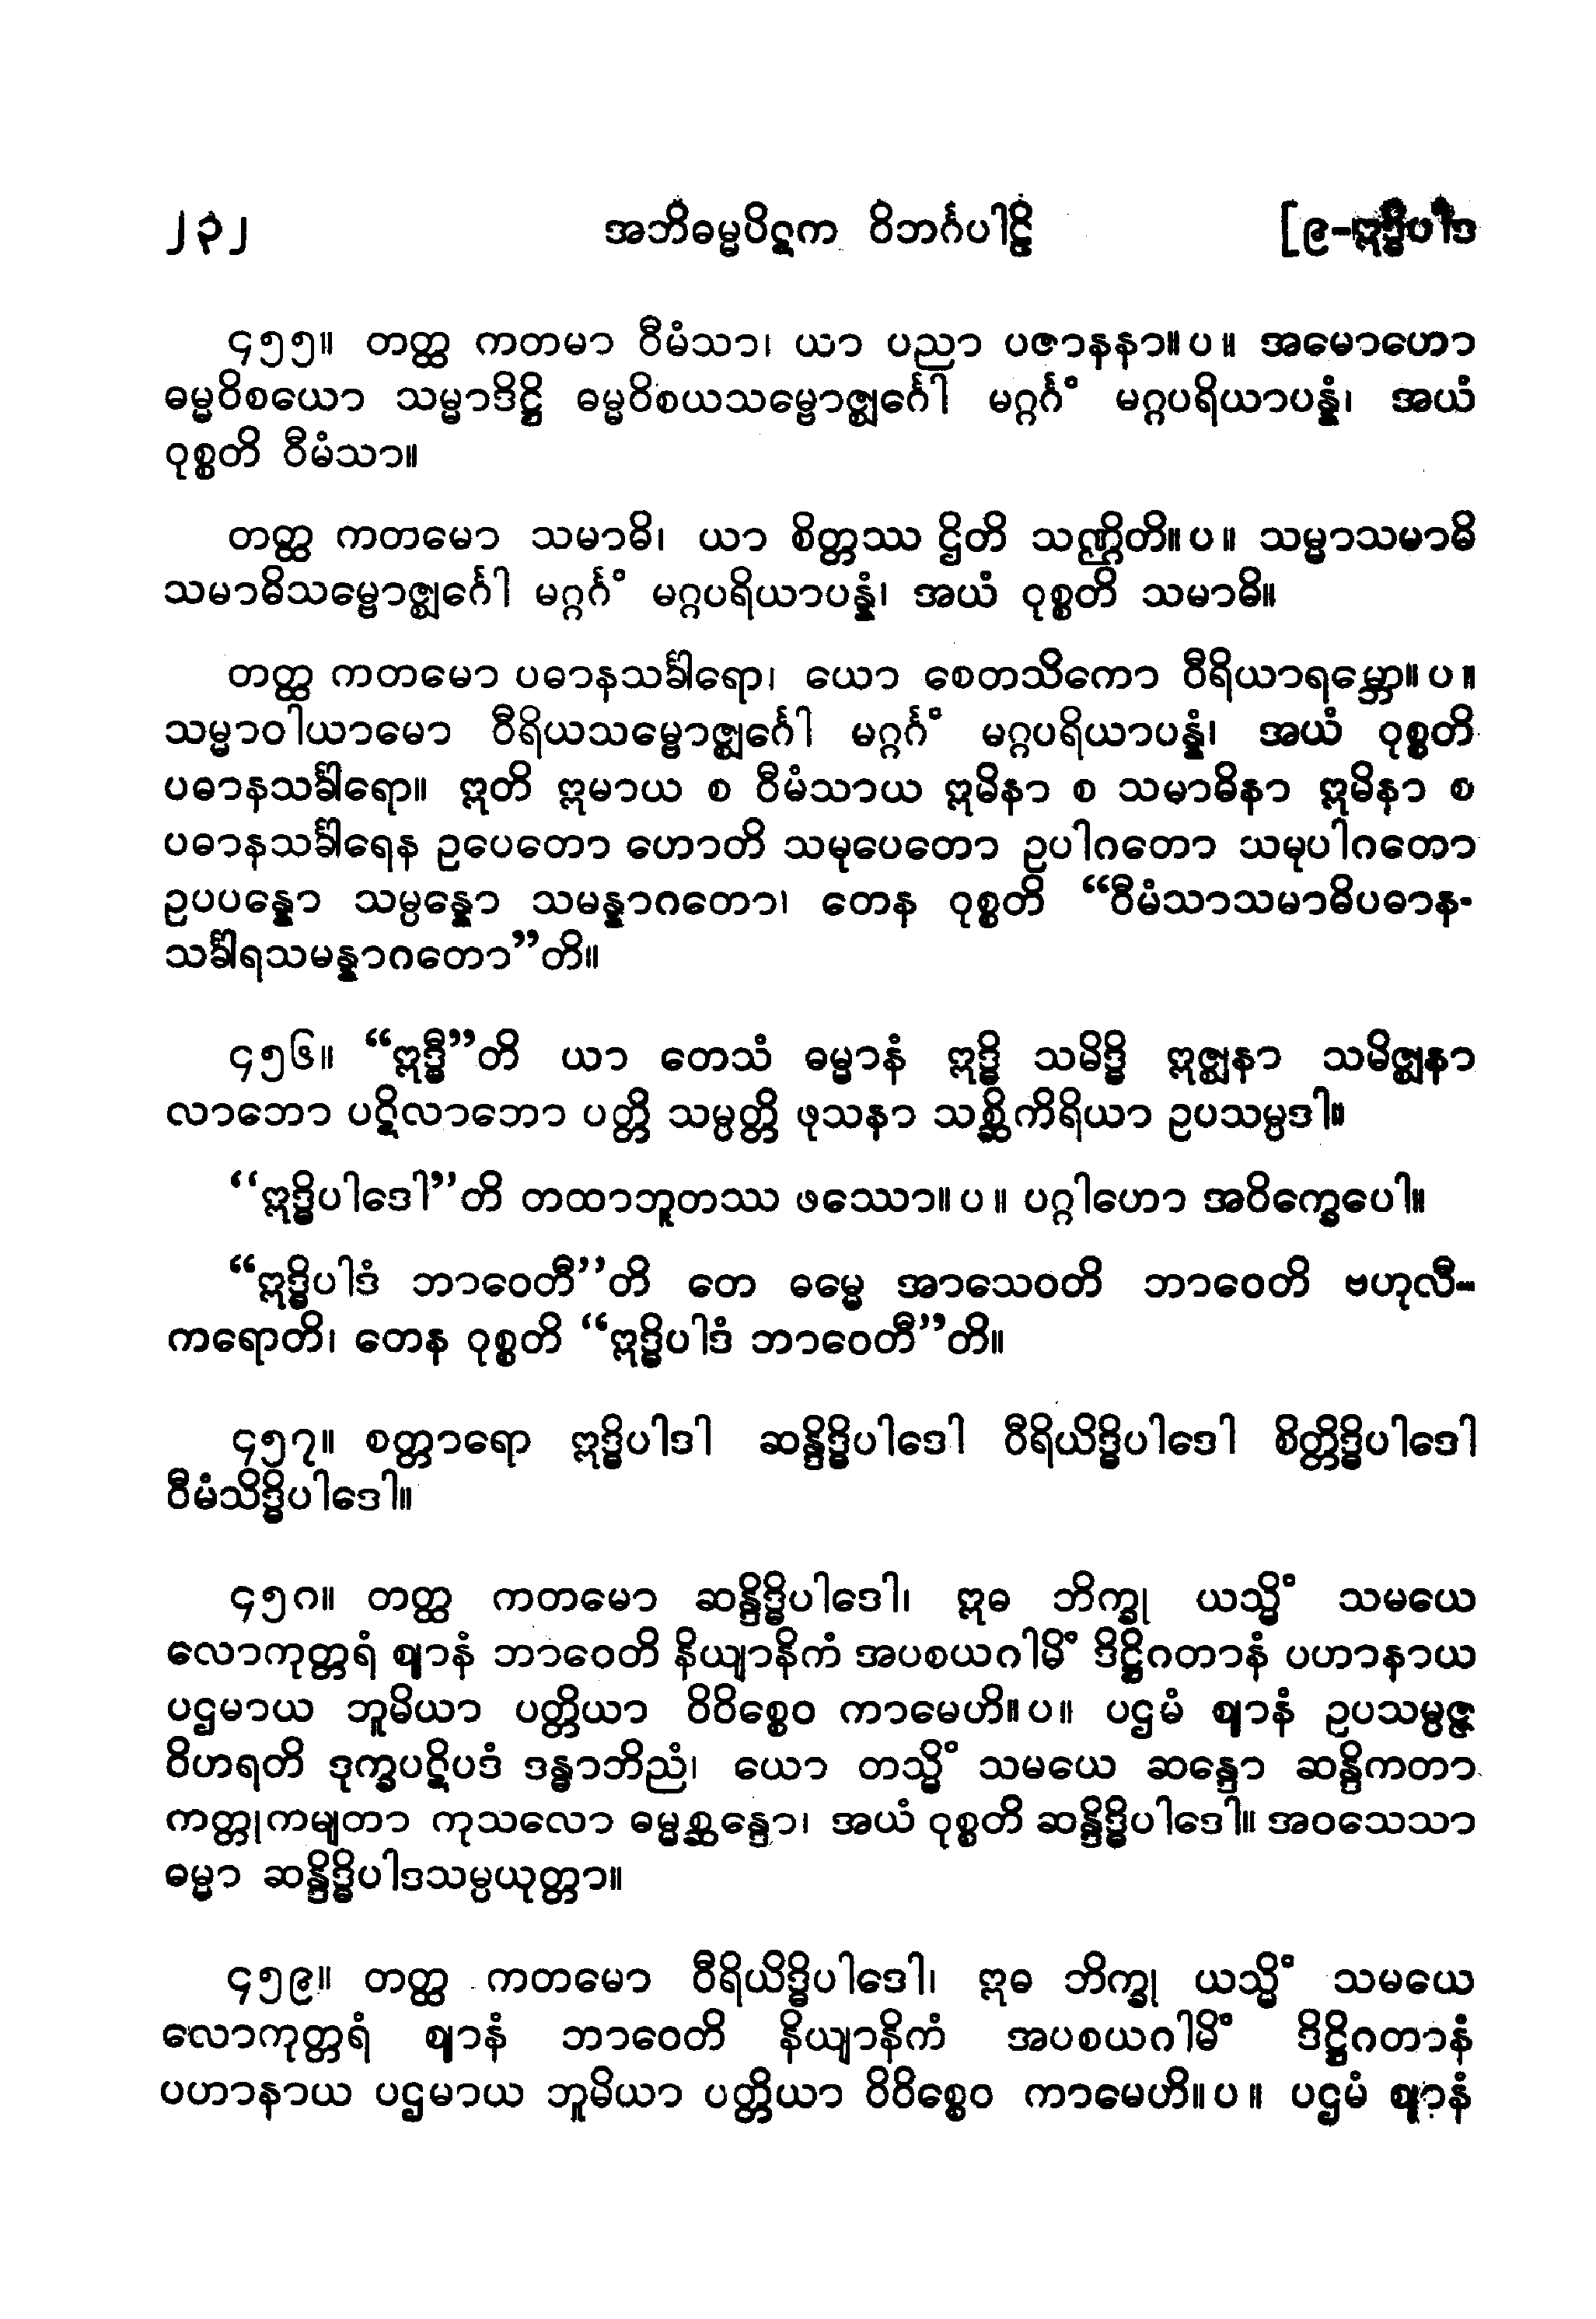 ၂၃၂ အဘိဓမ္မပိဋက ဝိဘင်္ဂပါဠိ [၉-ဣဒ္ဓိပါဒ
၄၅၅။ တတ္ထ ကတမာ ဝီမံသာ၊ ယာ ပညာ ပဇာနနာ။ပ။ အမောဟော
ဓမ္မဝိစယော သမ္မာဒိဋ္ဌိ ဓမ္မဝိစယသမ္ဗောဇ္ဈင်္ဂေါ မဂ္ဂင်္ဂံ မဂ္ဂပရိယာပန္နံ၊ အယံ
ဝုစ္စတိ ဝီမံသာ။
တတ္ထ ကတမော သမာဓိ၊ ယာ စိတ္တဿ ဌိတိ သဏ္ဌိတိ။ပ။ သမ္မာသမာဓိ
သမာဓိသမ္ဗောဇ္ဈင်္ဂေါ မဂ္ဂင်္ဂံ မဂ္ဂပရိယာပန္နံ၊ အယံ ဝုစ္စတိ သမာဓိ။
တတ္ထ ကတမော ပဓာနသင်္ခါရော၊ ယော စေတသိကော ဝီရိယာရမ္ဘော။ပ။
သမ္မာဝါယာမော ဝီရိယသမ္ဗောဇ္ဈင်္ဂေါ မဂ္ဂင်္ဂံ မဂ္ဂပရိယာပန္နံ၊ အယံ ဝုစ္စတိ
ပဓာနသင်္ခါရော။ ဣတိ ဣမာယ စ ဝီမံသာယ ဣမိနာ စ သမာဓိနာ ဣမိနာ စ
ပဓာနသင်္ခါရေန ဥပေတော ဟောတိ သမုပေတော ဥပါဂတော သမုပါဂတော
ဥပပန္နော သမ္ပန္နော သမန္နာဂတော၊ တေန ဝုစ္စတိ “ဝီမံသာသမာဓိပဓာန-
သင်္ခါရသမန္နာဂတော”တိ။
၄၅၆။ “ဣဒ္ဓီ”တိ ယာ တေသံ ဓမ္မာနံ ဣဒ္ဓိ သမိဒ္ဓိ ဣဇ္ဈနာ သမိဇ္ဈနာ
လာဘော ပဋိလာဘော ပတ္တိ သမ္ပတ္တိ ဖုသနာ သစ္ဆိကိရိယာ ဥပသမ္ပဒါ။
“ဣဒ္ဓိပါဒေါ”တိ တထာဘူတဿ ဖဿော။ပ။ ပဂ္ဂါဟော အဝိက္ခေပေါ။
“ဣဒ္ဓိပါဒံ ဘာဝေတီ”တိ တေ ဓမ္မေ အာသေဝတိ ဘာဝေတိ ဗဟုလီ-
ကရောတိ၊ တေန ဝုစ္စတိ “ဣဒ္ဓိပါဒံ ဘာဝေတီ”တိ။
၄၅၇။ စတ္တာရော ဣဒ္ဓိပါဒါ ဆန္ဒိဒ္ဓိပါဒေါ ဝီရိယိဒ္ဓိပါဒေါ စိတ္တိဒ္ဓိပါဒေါ
ဝီမံသိဒ္ဓိပါဒေါ။
၄၅၈။ တတ္ထ ကတမော ဆန္ဒိဒ္ဓိပါဒေါ၊ ဣဓ ဘိက္ခု ယသ္မိံ သမယေ
လောကုတ္တရံ ဈာနံ ဘာဝေတိ နိယျာနိကံ အပစယဂါမိံ ဒိဋ္ဌိဂတာနံ ပဟာနာယ
ပဌမာယ ဘူမိယာ ပတ္တိယာ ဝိဝိစ္စေဝ ကာမေဟိ။ပ။ ပဌမံ ဈာနံ ဥပသမ္ပဇ္ဇ
ဝိဟရတိ ဒုက္ခပဋိပဒံ ဒန္ဓာဘိညံ၊ ယော တသ္မိံ သမယေ ဆန္ဒော ဆန္ဒိကတာ
ကတ္တုကမျတာ ကုသလော ဓမ္မစ္ဆန္ဒော၊ အယံ ဝုစ္စတိ ဆန္ဒိဒ္ဓိပါဒေါ။ အဝသေသာ
ဓမ္မာ ဆန္ဒိဒ္ဓိပါဒသမ္ပယုတ္တာ။
၄၅၉။ တတ္ထ ကတမော ဝီရိယိဒ္ဓိပါဒေါ၊ ဣဓ ဘိက္ခု ယသ္မိံ သမယေ
လောကုတ္တရံ ဈာနံ ဘာဝေတိ နိယျာနိကံ အပစယဂါမိံ ဒိဋ္ဌိဂတာနံ
ပဟာနာယ ပဌမာယ ဘူမိယာ ပတ္တိယာ ဝိဝိစ္စေဝ ကာမေဟိ။ပ။ ပဌမံ ဈာနံ